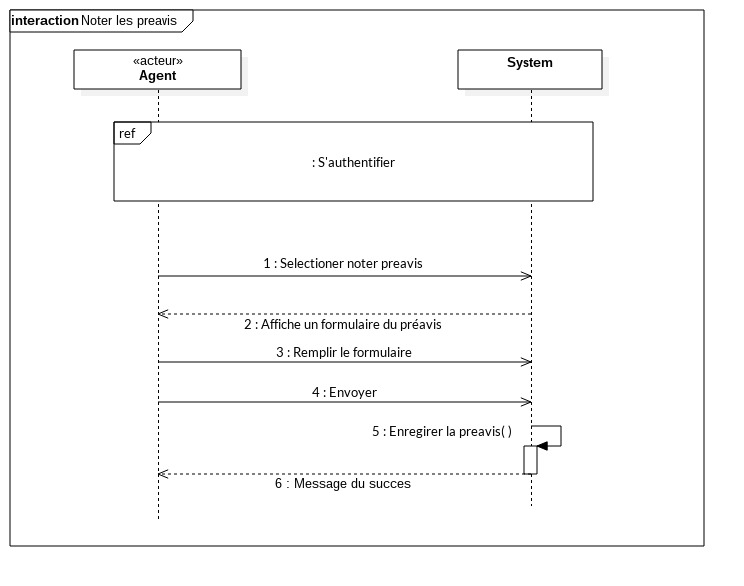 interaction Noter les preavis
«acteur»
Agent
System
ref
: S'authentifier
1 : Selectioner noter preavis
2 : Affiche un formulaire du préavis
3 : Remplir le formulaire
4 : Envoyer
5 : Enregirer la preavis( )
6 : Message du succes